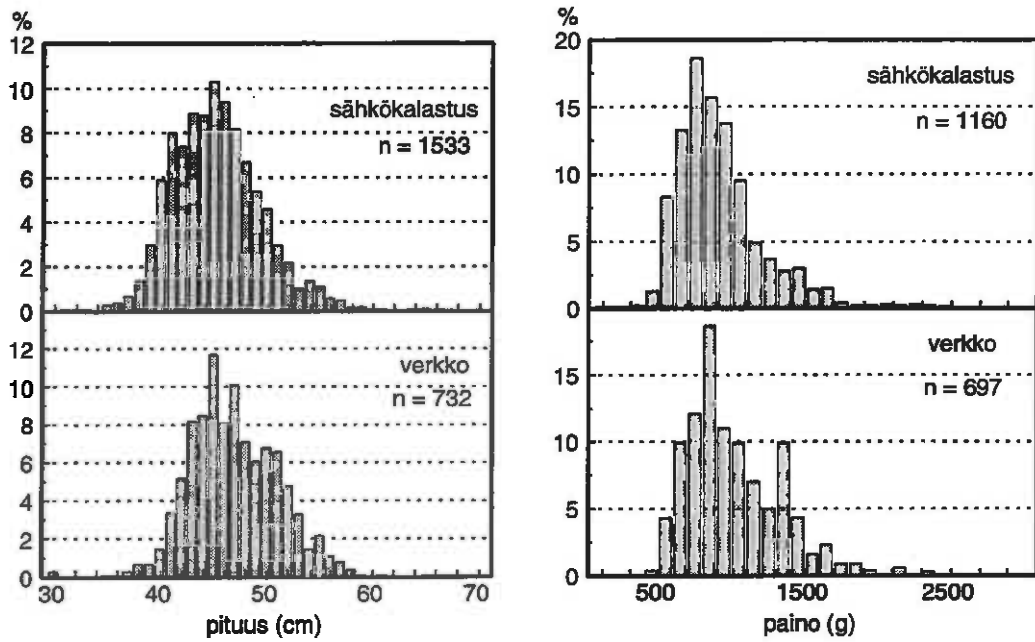 %
12
10
8
6
4
2
0
sähkökalastus
n = 1533
12
10
8
6
4
2
0
verkko
n = 732
30 40 50 60 70
pituus (cm)
%
20
15
10
5
0
sähkökalastus
n = 1160
15
10
5
0
verkko
n = 697
500 1500 2500
paino (g)